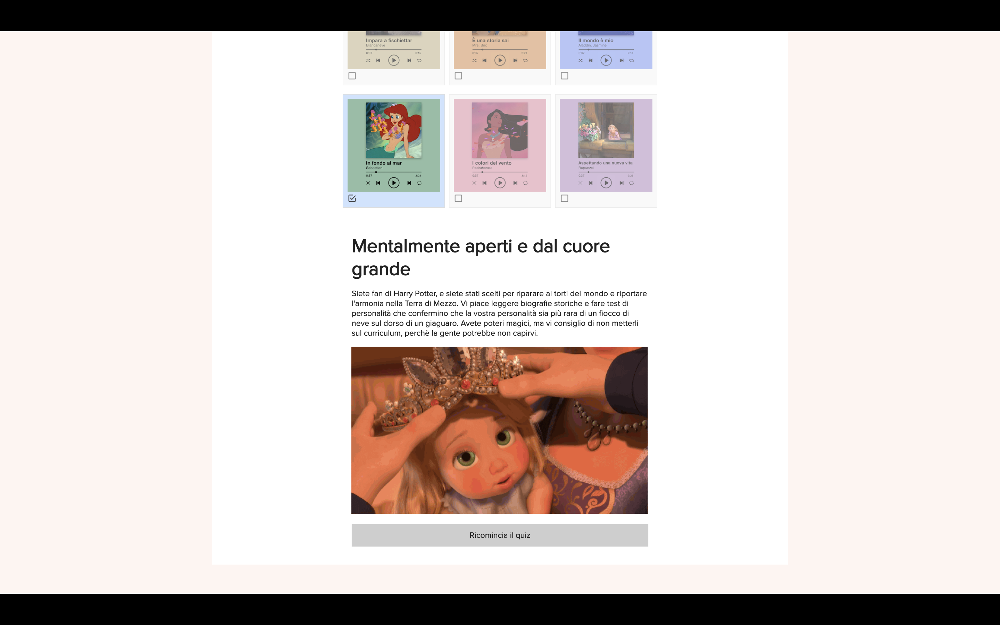 Impara a fischiettar
Biancaneve
0:37 3:15
È una storia sai
Mrs. Bric
0:37 2:21
Il mondo è mio
Aladdin, Jasmine
0:37 2:14
In fondo al mar
Sebastian
0:37 3:03
I colori del vento
Pochahontas
0:37 3:12
Aspettando una nuova vita
Rapunzel
0:37 2:26
Mentalmente aperti e dal cuore
grande
Siete fan di Harry Potter, e siete stati scelti per riparare ai torti del mondo e riportare
l'armonia nella Terra di Mezzo. Vi piace leggere biografie storiche e fare test di
personalità che confermino che la vostra personalità sia più rara di un fiocco di
neve sul dorso di un giaguaro. Avete poteri magici, ma vi consiglio di non metterli
sul curriculum, perchè la gente potrebbe non capirvi.
Ricomincia il quiz